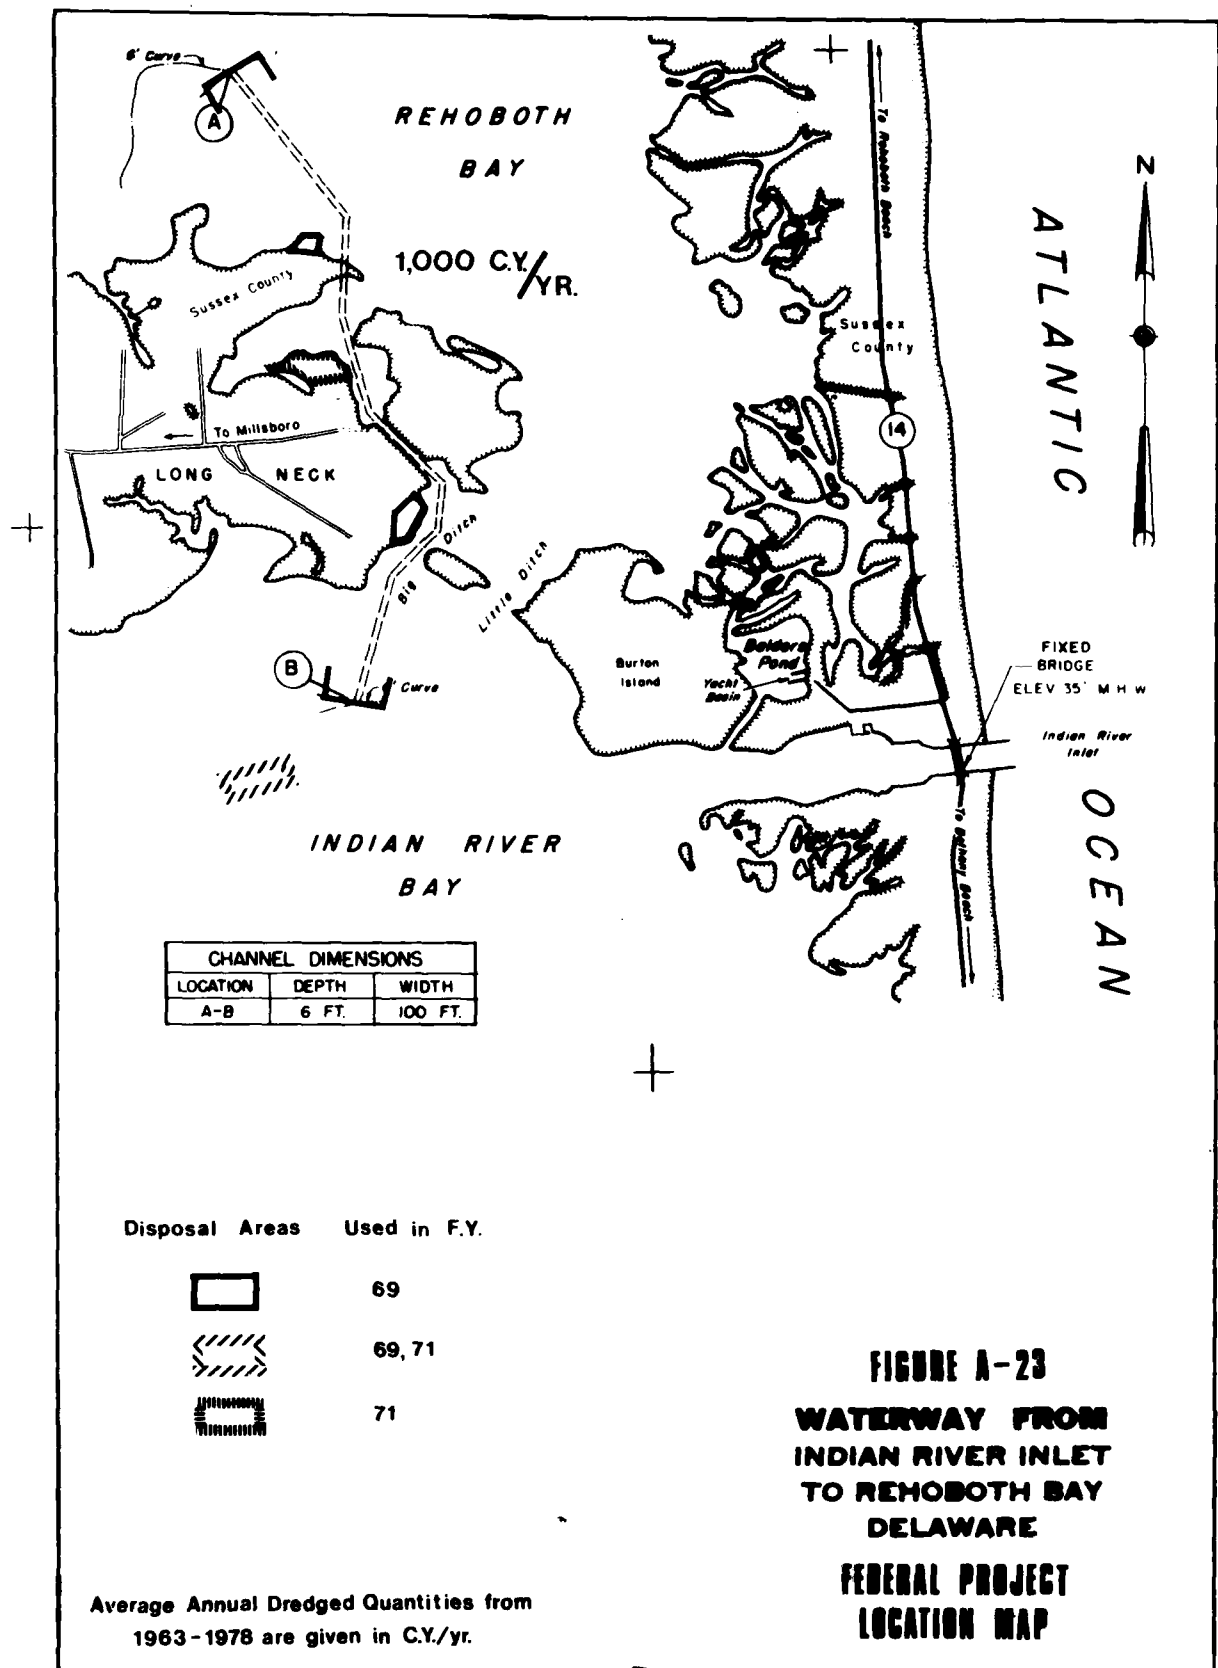 6' Curve
A
REHOBOTH
BAY
1,000 C.Y./YR.
Sussex County
To Millsboro
LONG NECK
Big Ditch
Little Ditch
B
' Curve
Burton
Island
Yacht
Basin
Pond
To Rehoboth Beach
Sussex
County
14
N
ATLANTIC
OCEAN
FIXED
BRIDGE
ELEV 35' M H W
Indian River
Inlet
To Bethany Beach
INDIAN RIVER
BAY
CHANNEL DIMENSIONS
LOCATION DEPTH WIDTH
A-B 6 FT. 100 FT.
Disposal Areas Used in F.Y.
69
69, 71
71
FIGURE A-23
WATERWAY FROM
INDIAN RIVER INLET
TO REHOBOTH BAY
DELAWARE
FEDERAL PROJECT
LOCATION MAP
Average Annual Dredged Quantities from
1963-1978 are given in C.Y./yr.